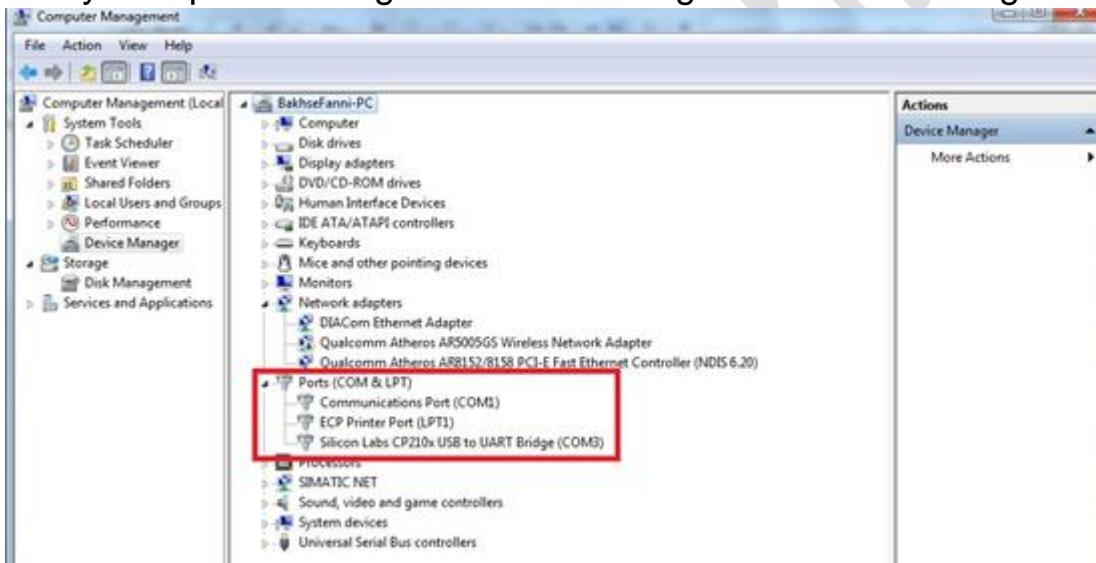 Computer Management
File Action View Help
Computer Management (Local
System Tools
Task Scheduler
Event Viewer
Shared Folders
Local Users and Groups
Performance
Device Manager
Storage
Disk Management
Services and Applications
BakhseFanni-PC
Computer
Disk drives
Display adapters
DVD/CD-ROM drives
Human Interface Devices
IDE ATA/ATAPI controllers
Keyboards
Mice and other pointing devices
Monitors
Network adapters
DIACom Ethernet Adapter
Qualcomm Atheros AR5005GS Wireless Network Adapter
Qualcomm Atheros AR8152/8158 PCI-E Fast Ethernet Controller (NDIS 6.20)
Ports (COM & LPT)
Communications Port (COM1)
ECP Printer Port (LPT1)
Silicon Labs CP210x USB to UART Bridge (COM3)
Processors
SIMATIC NET
Sound, video and game controllers
System devices
Universal Serial Bus controllers
Actions
Device Manager
More Actions